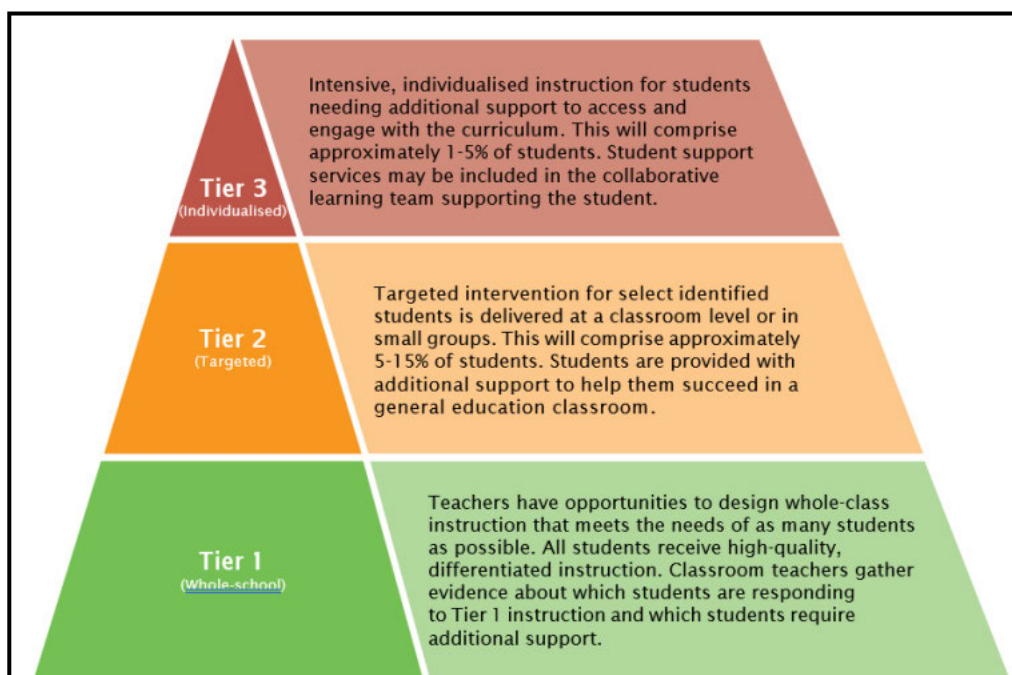 Tier 3
(Individualised)
Intensive, individualised instruction for students
needing additional support to access and
engage with the curriculum. This will comprise
approximately 1-5% of students. Student support
services may be included in the collaborative
learning team supporting the student.
Tier 2
(Targeted)
Targeted intervention for select identified
students is delivered at a classroom level or in
small groups. This will comprise approximately
5-15% of students. Students are provided with
additional support to help them succeed in a
general education classroom.
Tier 1
(Whole-school)
Teachers have opportunities to design whole-class
instruction that meets the needs of as many students
as possible. All students receive high-quality,
differentiated instruction. Classroom teachers gather
evidence about which students are responding
to Tier 1 instruction and which students require
additional support.